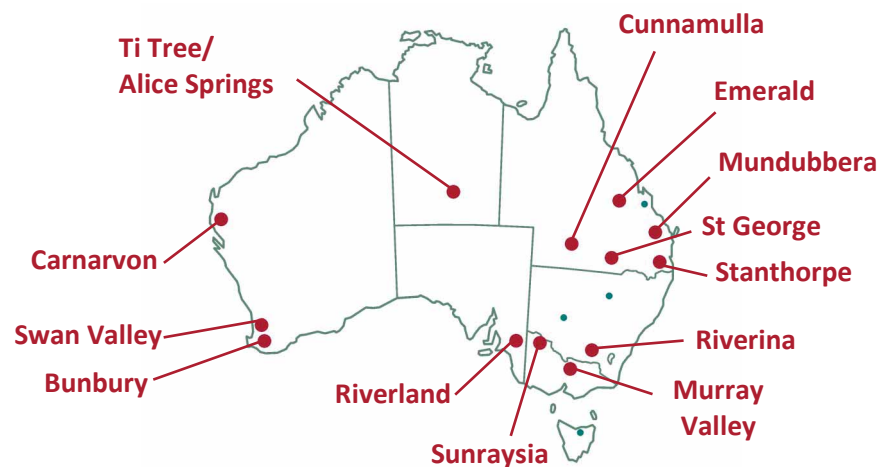 Cunnamulla
Ti Tree/
Alice Springs
Emerald
Mundubbera
St George
Carnarvon
Stanthorpe
Swan Valley
Riverina
Bunbury
Riverland
Murray
Valley
Sunraysia